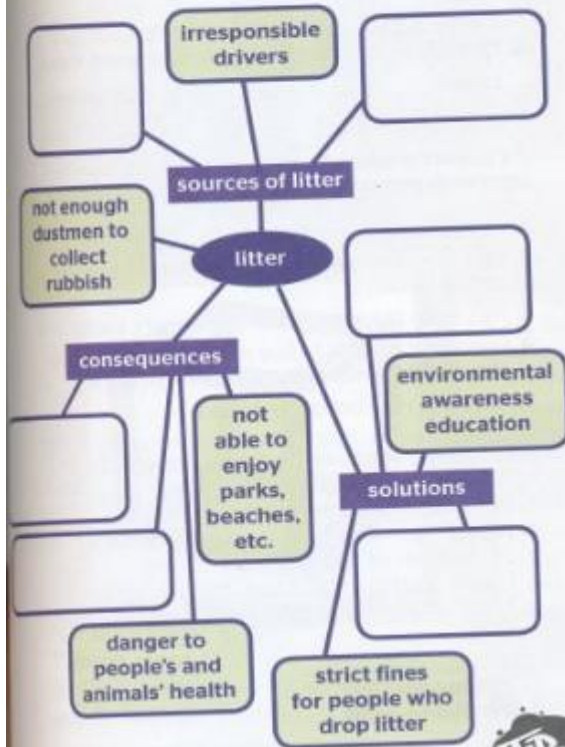 irresponsible
drivers
sources of litter
not enough
dustmen to
collect
rubbish
litter
consequences
environmental
awareness
education
not
able to
enjoy
parks,
beaches,
etc.
solutions
danger to
people's and
animals' health
strict fines
for people who
drop litter